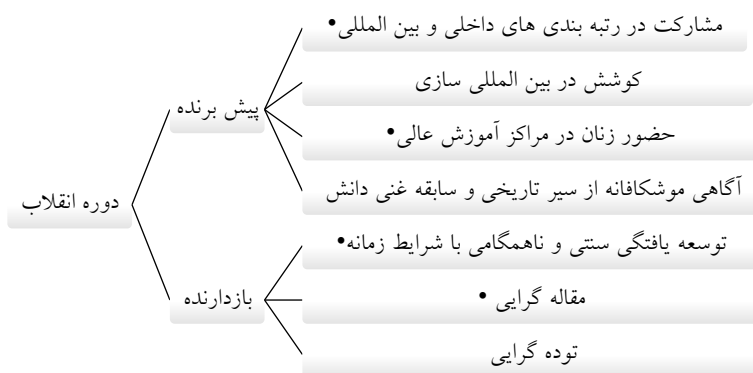 مشارکت در رتبه بندی های داخلی و بین المللی•
کوشش در بین المللی سازی
حضور زنان در مراکز آموزش عالی•
آگاهی موشکافانه از سیر تاریخی و سابقه غنی دانش
پیش برنده
دوره انقلاب
توسعه یافتگی سنتی و ناهمگامی با شرایط زمانه•
مقاله گرایی •
توده گرایی
بازدارنده